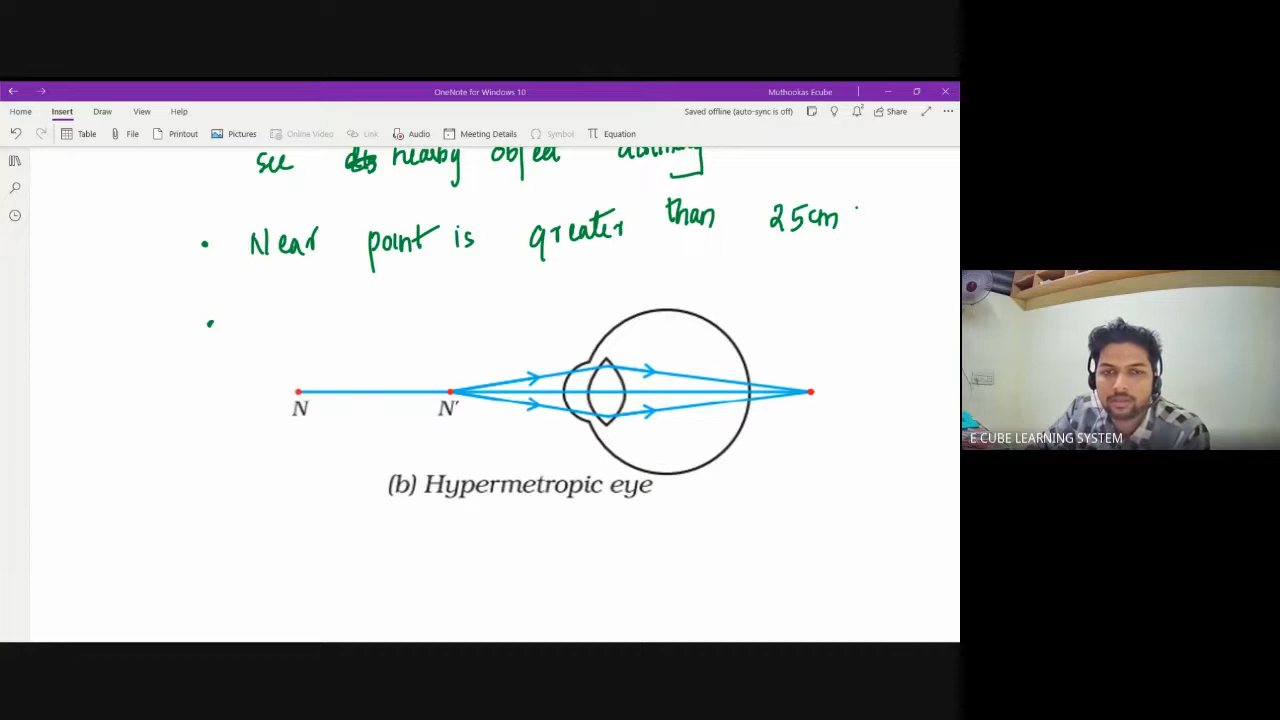 OneNote for Windows 10
Muthookas Ecube
Home Insert Draw View Help
Saved offline (auto-sync is off)
Share
Table File Printout Pictures Online Video Link Audio Meeting Details Symbol Equation
see nearby object
• Near point is greater than 25cm
•
N N′
(b) Hypermetropic eye
E CUBE LEARNING SYSTEM